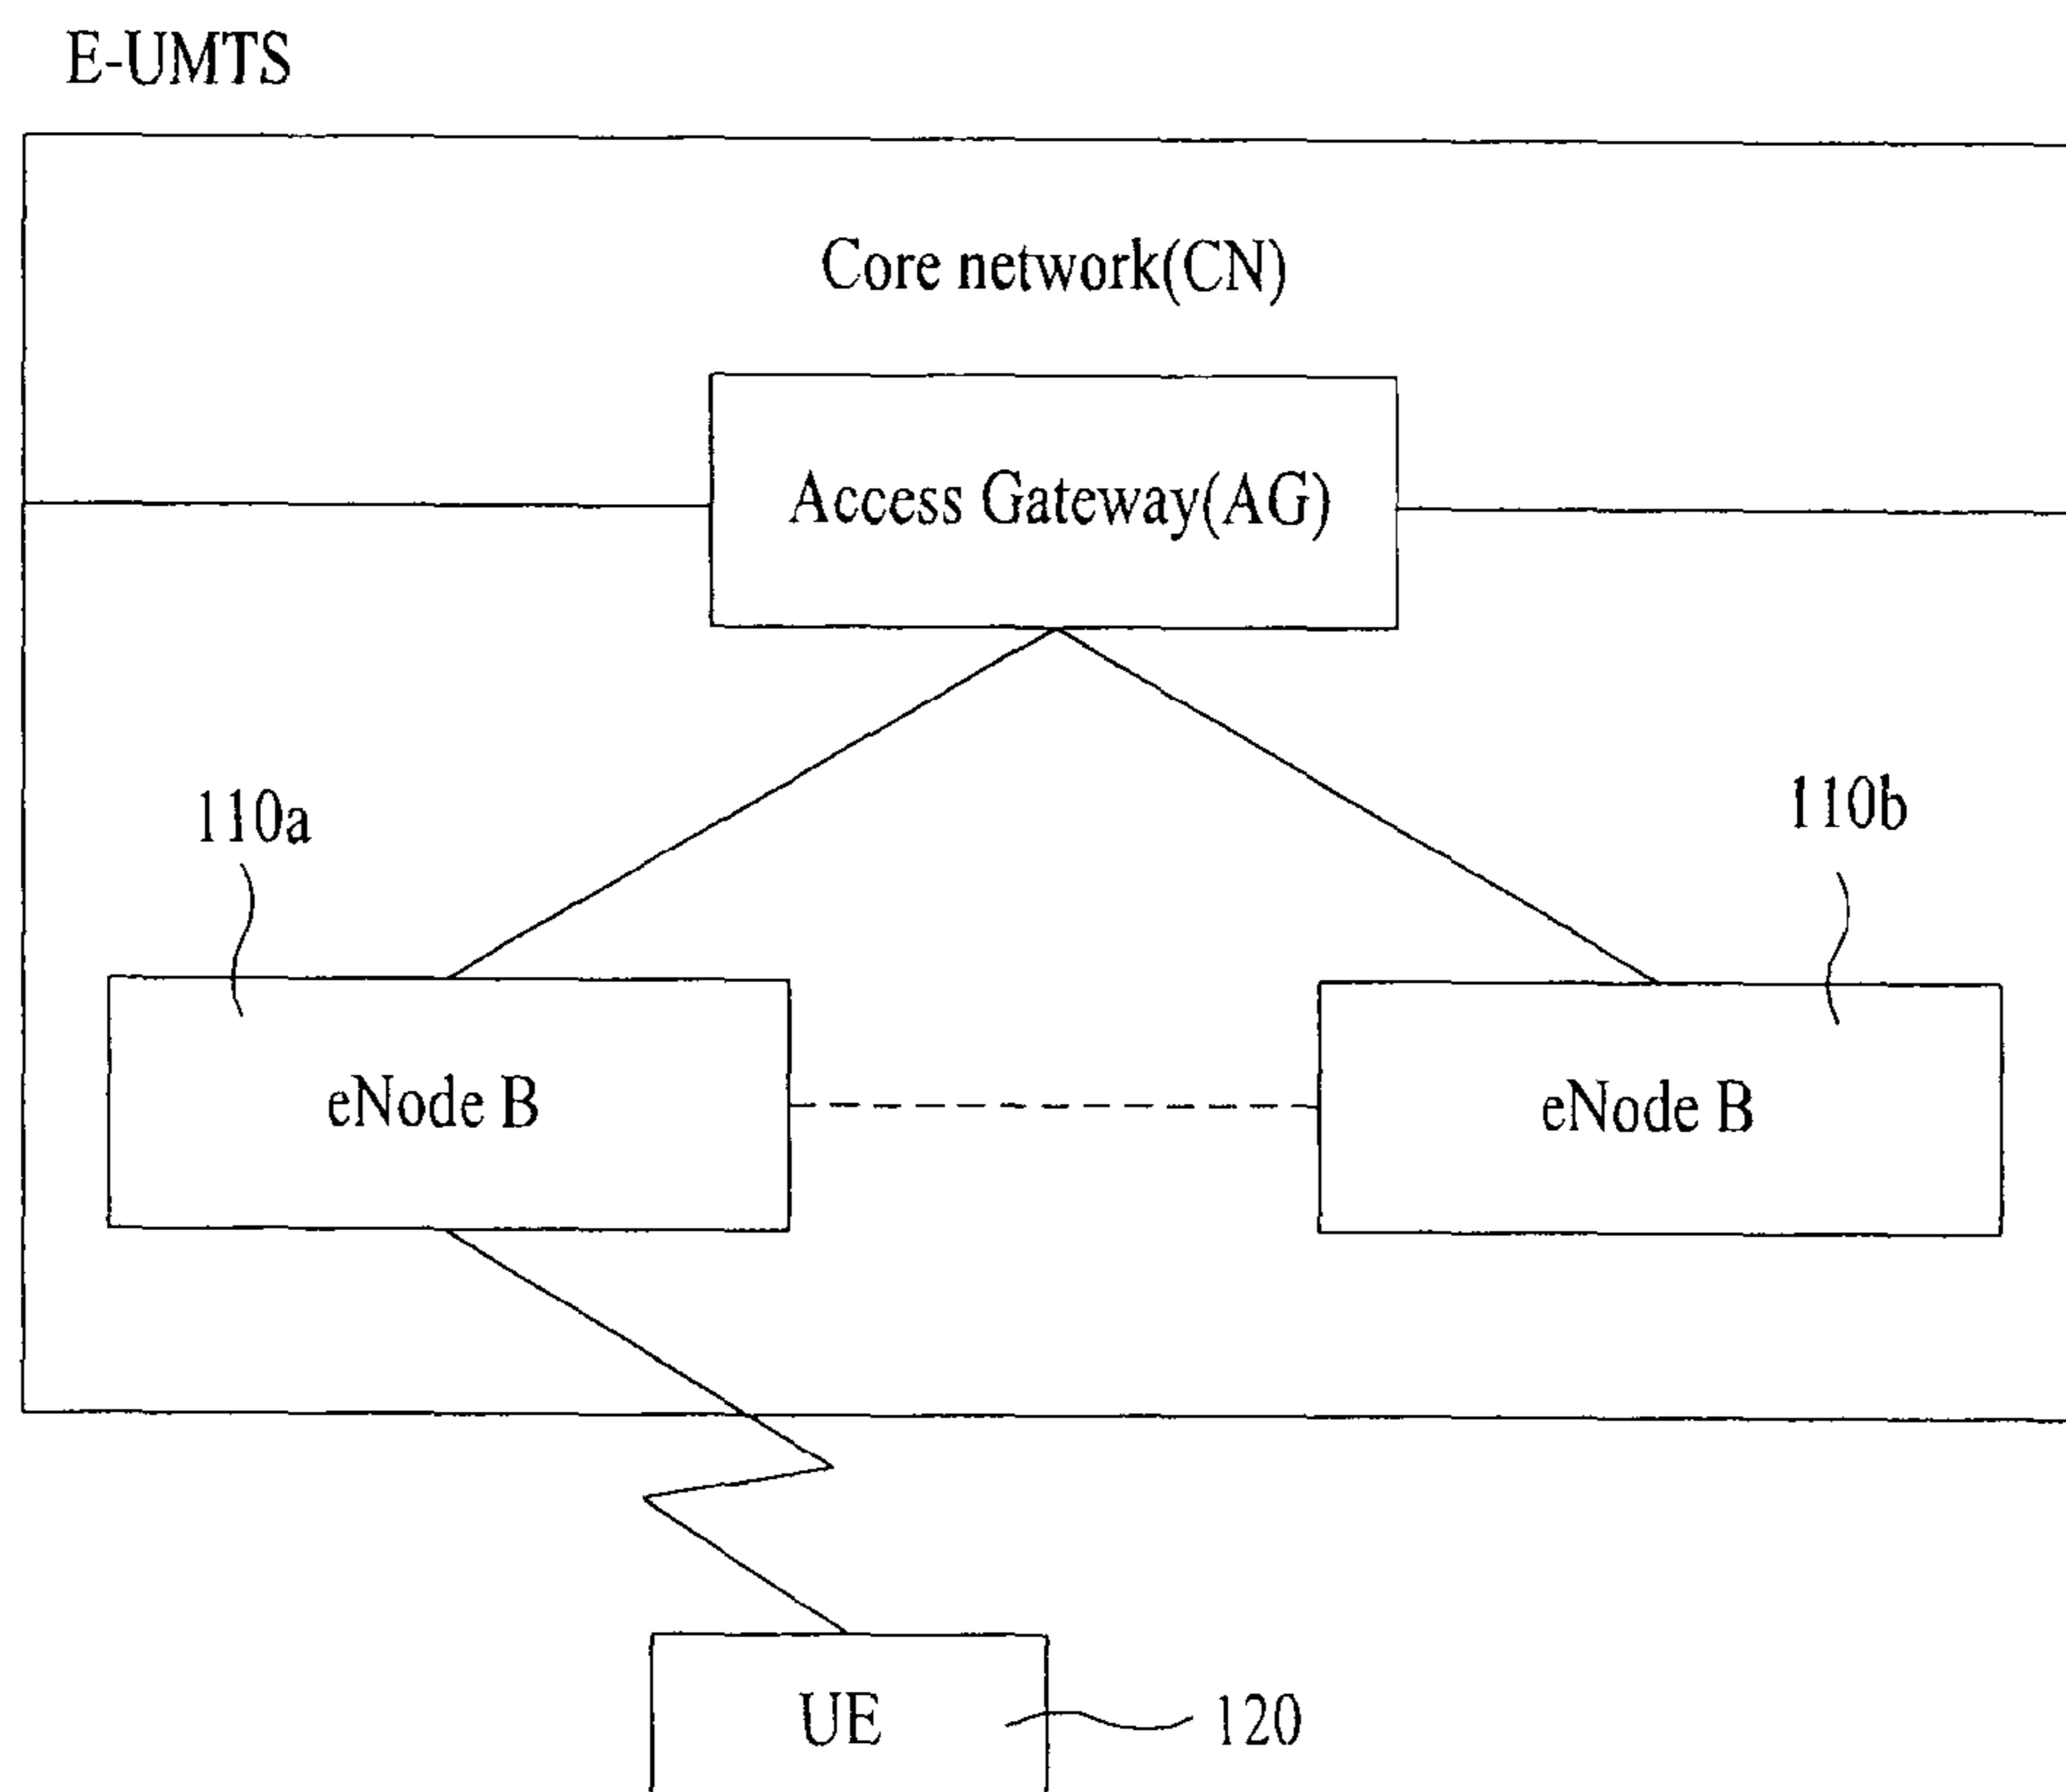 E-UMTS
Core network(CN)
Access Gateway(AG)
110a
110b
eNode B
eNode B
UE
120